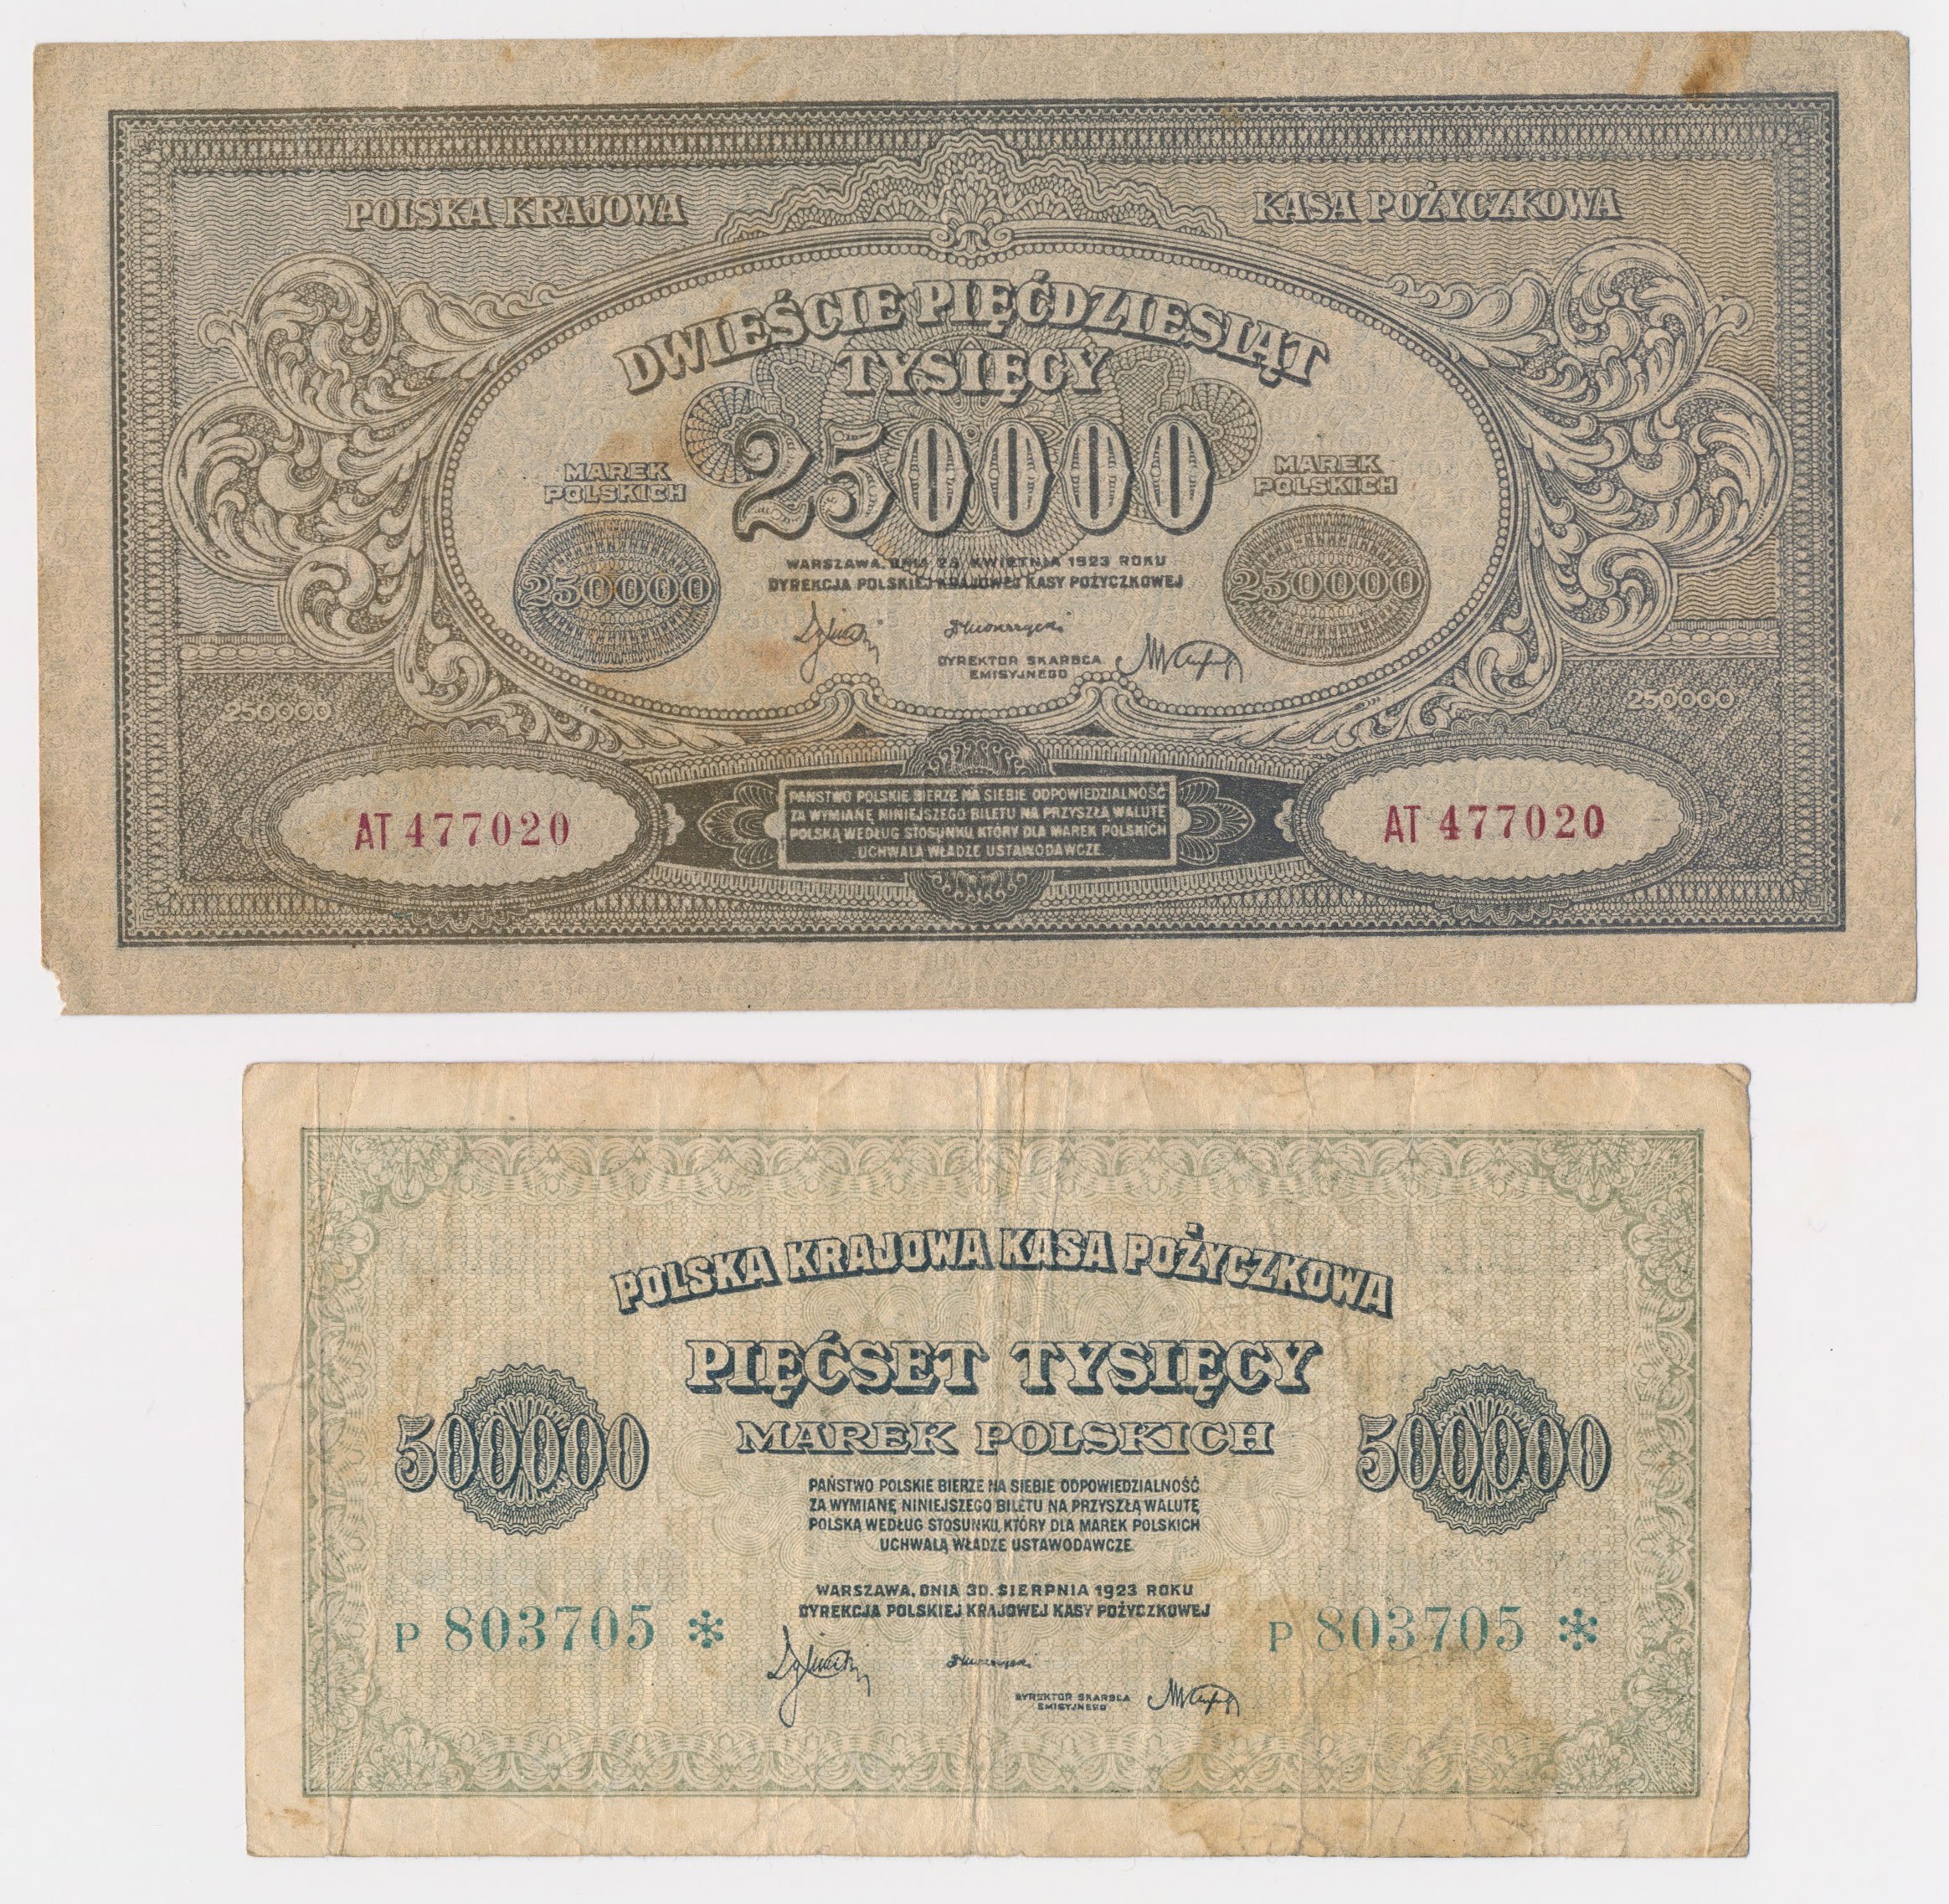 POLSKA KRAJOWA KASA POŻYCZKOWA
DWIEŚCIE PIĘĆDZIESIĄT
TYSIĘCY
250000
MAREK
POLSKICH
MAREK
POLSKICH
250000
250000
WARSZAWA, DNIA 25 KWIETNIA 1923 ROKU
DYREKCJA POLSKIEJ KRAJOWEJ KASY POŻYCZKOWEJ
DYREKTOR SKARBCA
EMISYJNEGO
250000
250000
AT 477020
PAŃSTWO POLSKIE BIERZE NA SIEBIE ODPOWIEDZIALNOŚĆ
ZA WYMIANĘ NINIEJSZEGO BILETU NA PRZYSZŁĄ WALUTĘ
POLSKĄ WEDŁUG STOSUNKU, KTÓRY DLA MAREK POLSKICH
UCHWALĄ WŁADZE USTAWODAWCZE.
AT 477020
POLSKA KRAJOWA KASA POŻYCZKOWA
PIĘĆSET TYSIĘCY
MAREK POLSKICH
500000
500000
PAŃSTWO POLSKIE BIERZE NA SIEBIE ODPOWIEDZIALNOŚĆ
ZA WYMIANĘ NINIEJSZEGO BILETU NA PRZYSZŁĄ WALUTĘ
POLSKĄ WEDŁUG STOSUNKU, KTÓRY DLA MAREK POLSKICH
UCHWALĄ WŁADZE USTAWODAWCZE.
WARSZAWA, DNIA 30. SIERPNIA 1923 ROKU
DYREKCJA POLSKIEJ KRAJOWEJ KASY POŻYCZKOWEJ
P 803705 *
P 803705 *
DYREKTOR SKARBCA
EMISYJNEGO